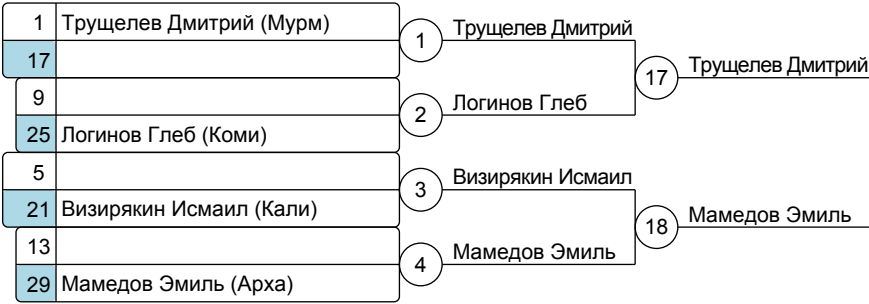 1 Трущелев Дмитрий (Мурм)
17
9
25 Логинов Глеб (Коми)
5
21 Визирякин Исмаил (Кали)
13
29 Мамедов Эмиль (Арха)
1 Трущелев Дмитрий
2 Логинов Глеб
3 Визирякин Исмаил
4 Мамедов Эмиль
17 Трущелев Дмитрий
18 Мамедов Эмиль